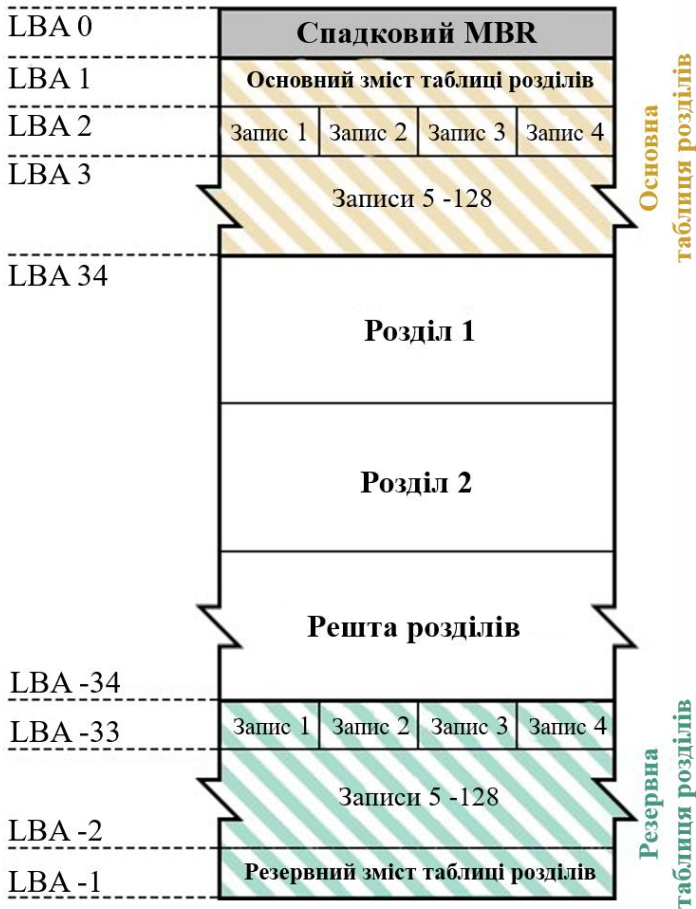 LBA 0
Спадковий MBR
LBA 1
Основний зміст таблиці розділів
LBA 2
Запис 1 Запис 2 Запис 3 Запис 4
LBA 3
Записи 5 -128
Основна
таблиця розділів
LBA 34
Розділ 1
Розділ 2
Решта розділів
LBA -34
LBA -33
Запис 1 Запис 2 Запис 3 Запис 4
Записи 5 -128
LBA -2
LBA -1
Резервний зміст таблиці розділів
Резервна
таблиця розділів